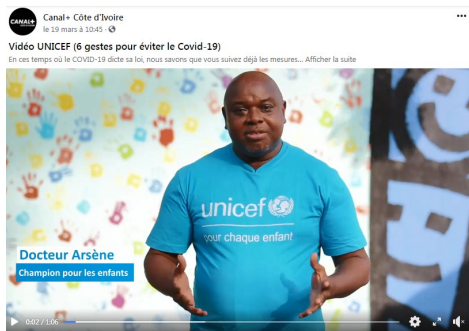 CANAL+
Canal+ Côte d'Ivoire
le 19 mars à 10:45 ·
Vidéo UNICEF (6 gestes pour éviter le Covid-19)
En ces temps où le COVID-19 dicte sa loi, nous savons que vous suivez déjà les mesures... Afficher la suite
unicef
pour chaque enfant
Docteur Arsène
Champion pour les enfants
0:02 / 1:06